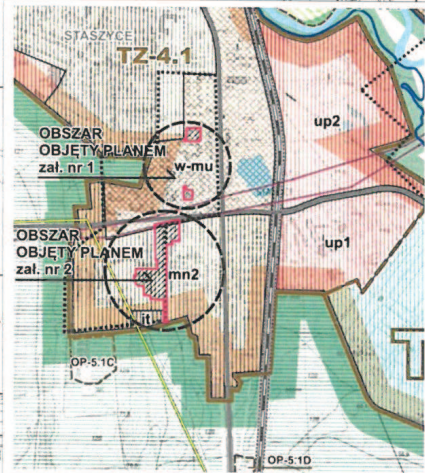 STASZYCE
TZ-4.1
OBSZAR
OBJĘTY PLANEM
zał. nr 1
w-mu
up2
OBSZAR
OBJĘTY PLANEM
zał. nr 2
mn2
up1
it
OP-5.1C
T
OP-5.1D